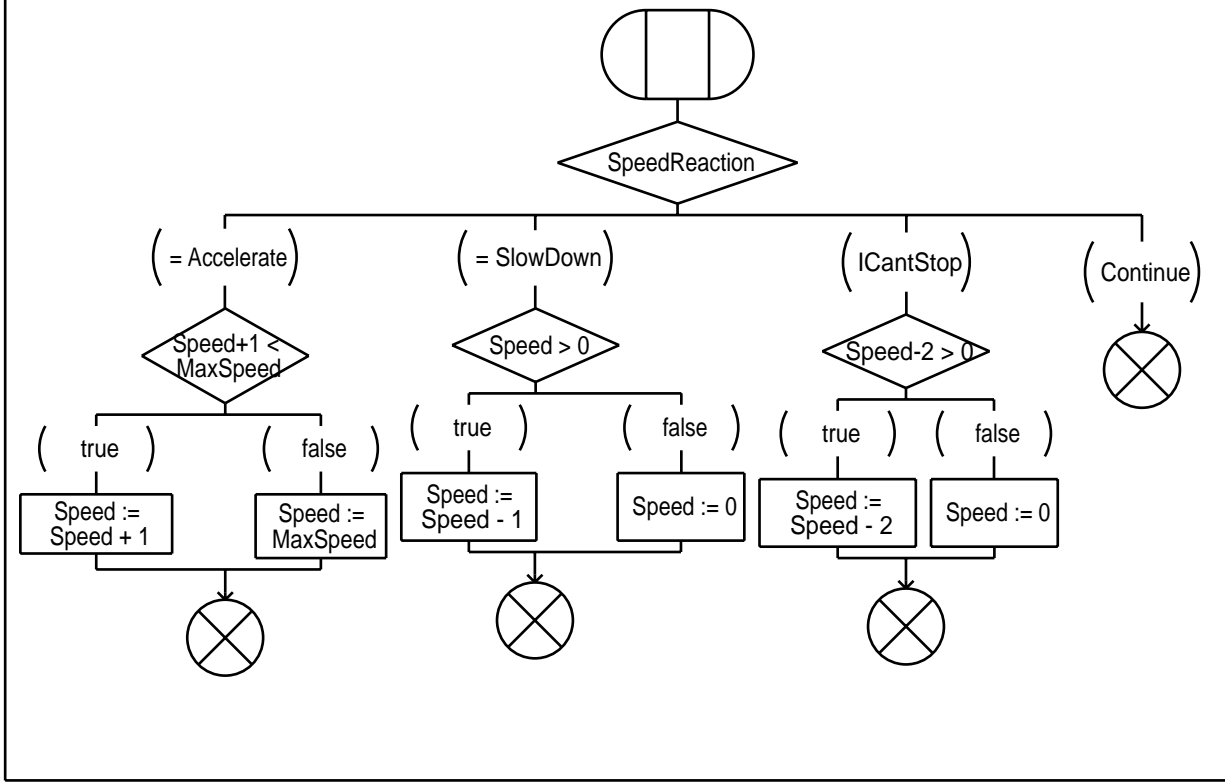 SpeedReaction
= Accelerate
= SlowDown
ICantStop
Continue
Speed+1 <
MaxSpeed
Speed > 0
Speed-2 > 0
( true )
( false )
( true )
( false )
( true )
( false )
Speed :=
Speed + 1
Speed :=
MaxSpeed
Speed :=
Speed - 1
Speed := 0
Speed :=
Speed - 2
Speed := 0